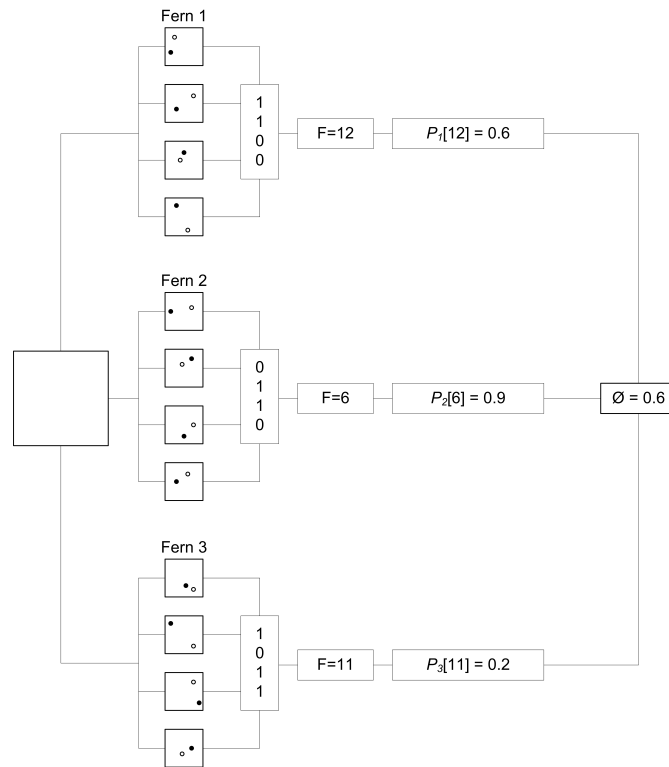 Fern 1
1
1
0
0
F=12
P1[12] = 0.6
Fern 2
0
1
1
0
F=6
P2[6] = 0.9
Ø = 0.6
Fern 3
1
0
1
1
F=11
P3[11] = 0.2